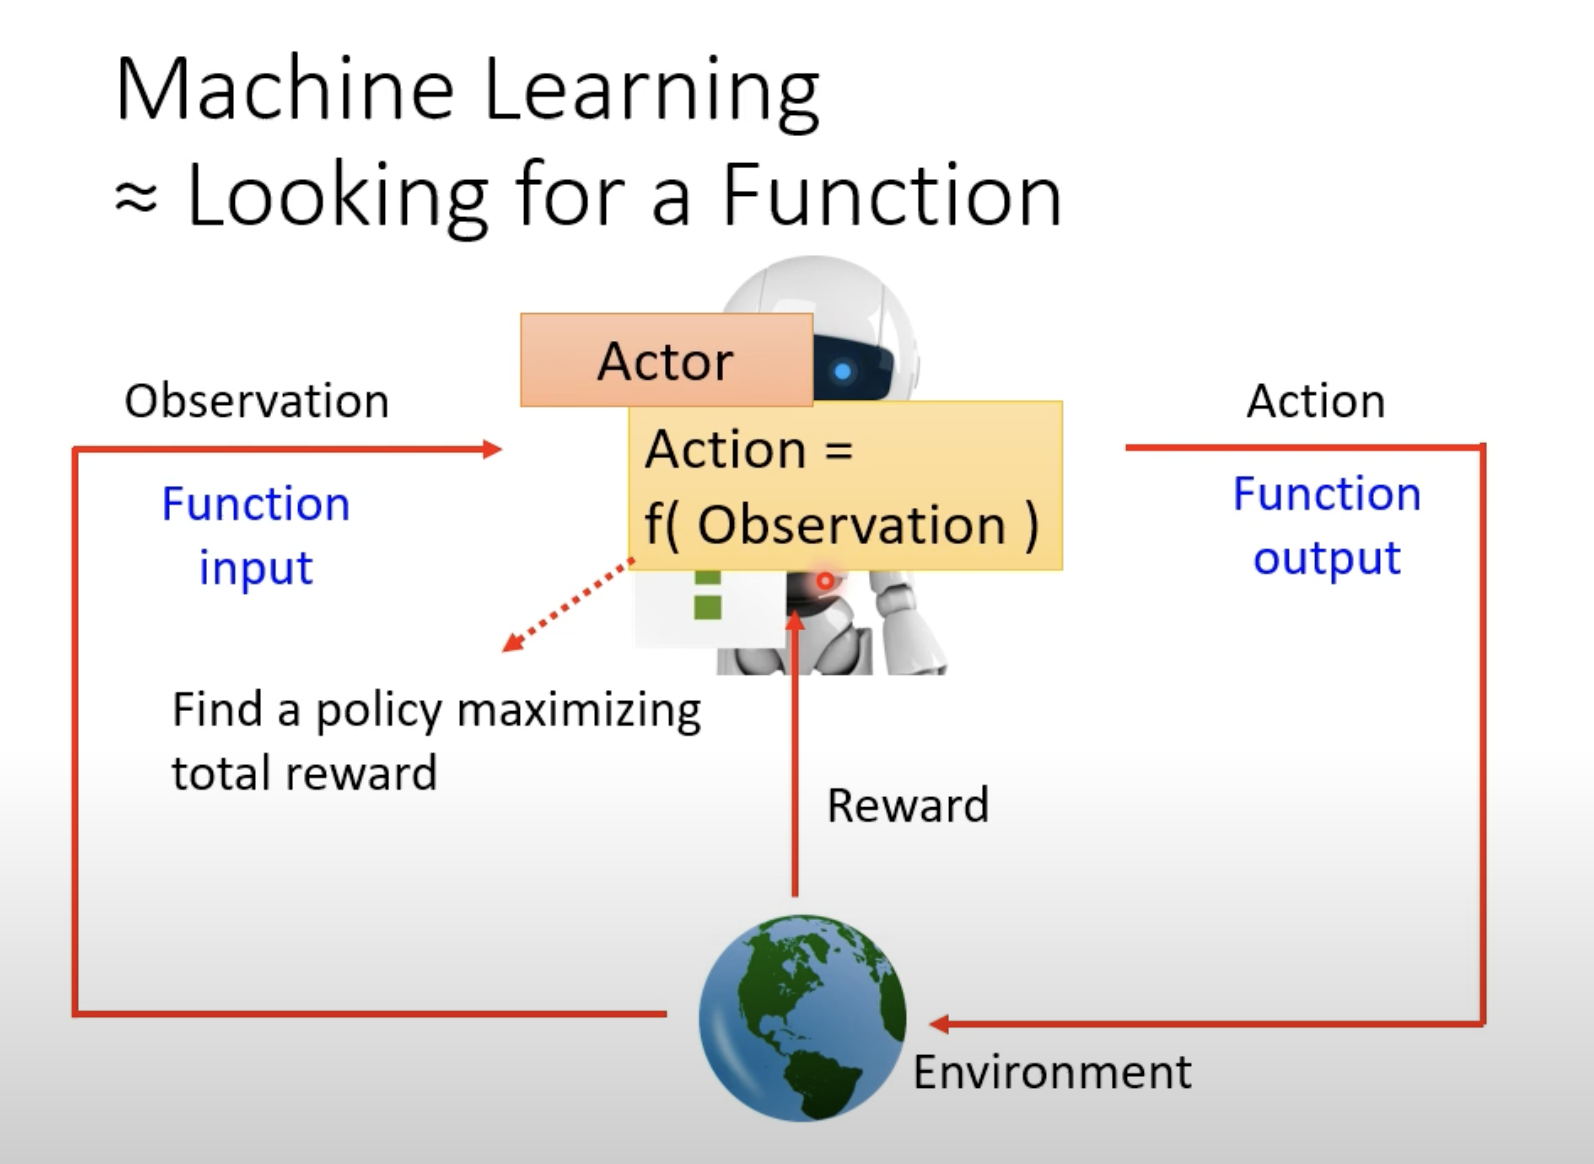 Machine Learning
≈ Looking for a Function
Actor
Observation
Action
Action =
f( Observation )
Function
input
Function
output
Find a policy maximizing
total reward
Reward
Environment